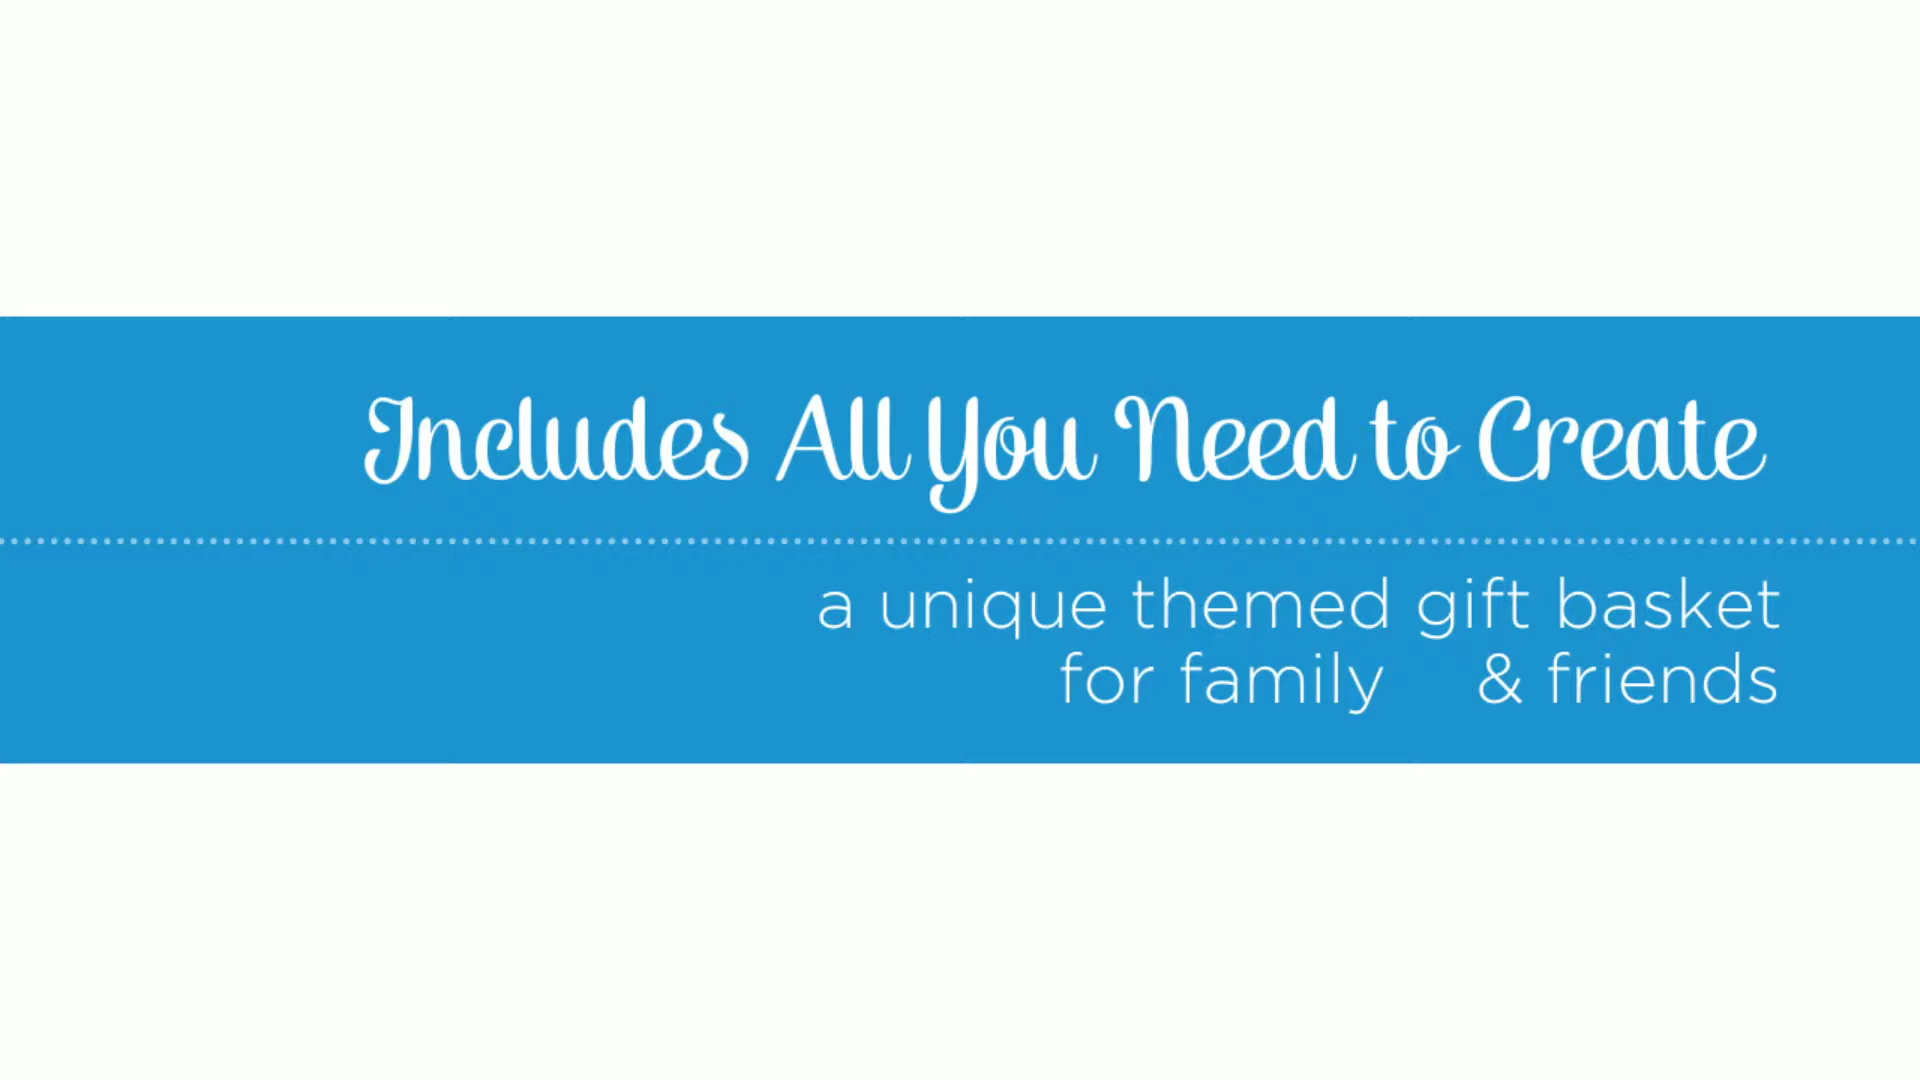 Includes All You Need to Create
a unique themed gift basket
for family & friends